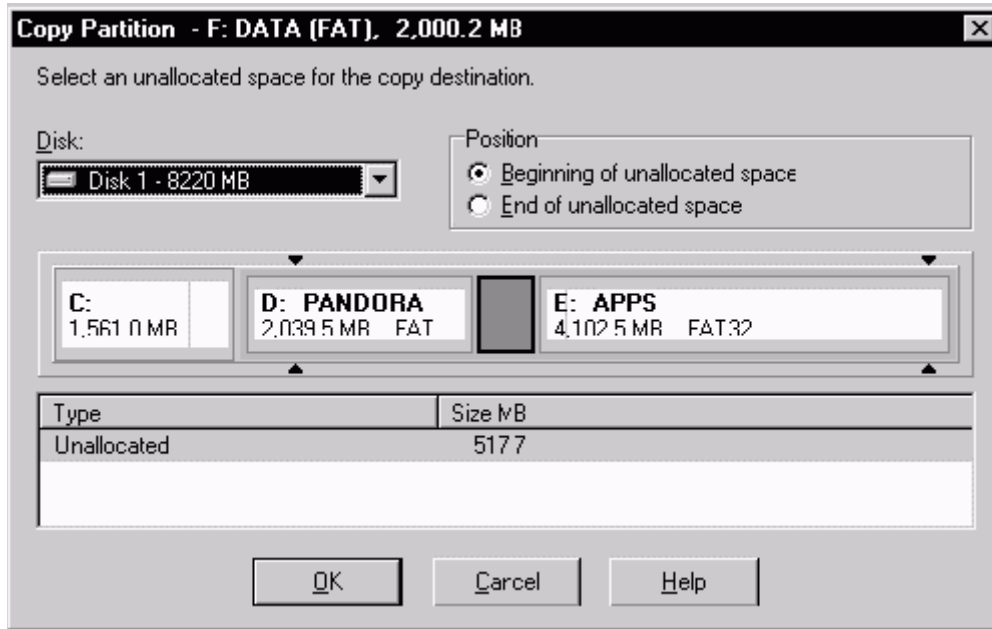 Copy Partition - F: DATA (FAT), 2,000.2 MB
Select an unallocated space for the copy destination.
Disk:
Disk 1 - 8220 MB
Position
Beginning of unallocated space
End of unallocated space
C:
1,561.0 MB
D: PANDORA
2,039.5 MB FAT
E: APPS
4,102.5 MB FAT32
Type Size MB
Unallocated 517.7
OK Cancel Help